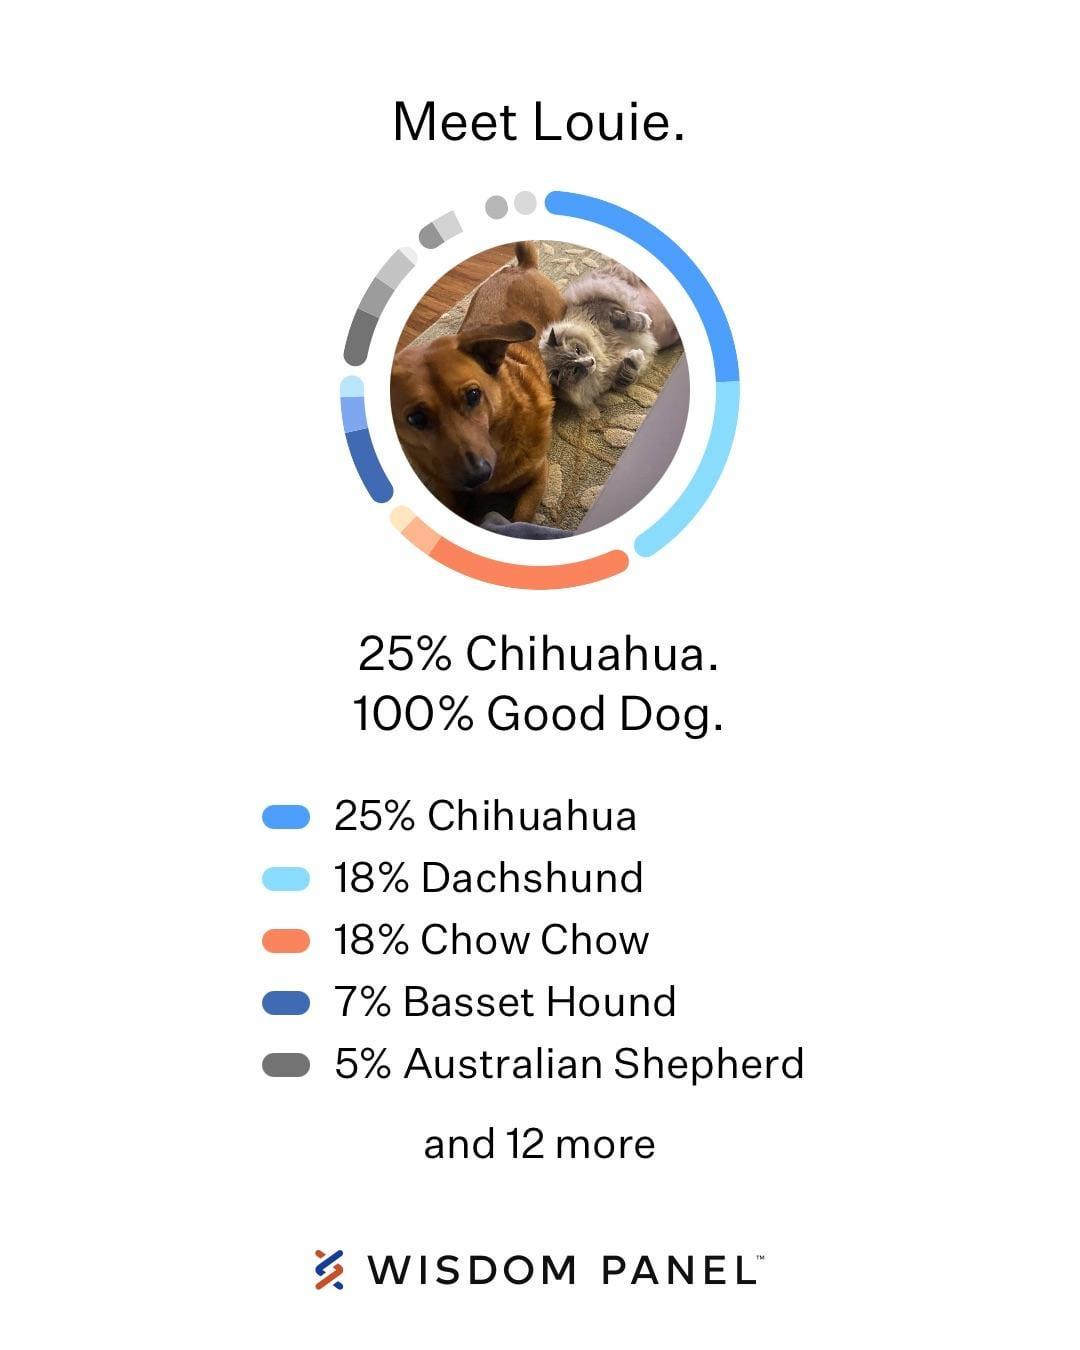 Meet Louie.
25% Chihuahua.
100% Good Dog.
25% Chihuahua
18% Dachshund
18% Chow Chow
7% Basset Hound
5% Australian Shepherd
and 12 more
WISDOM PANEL™